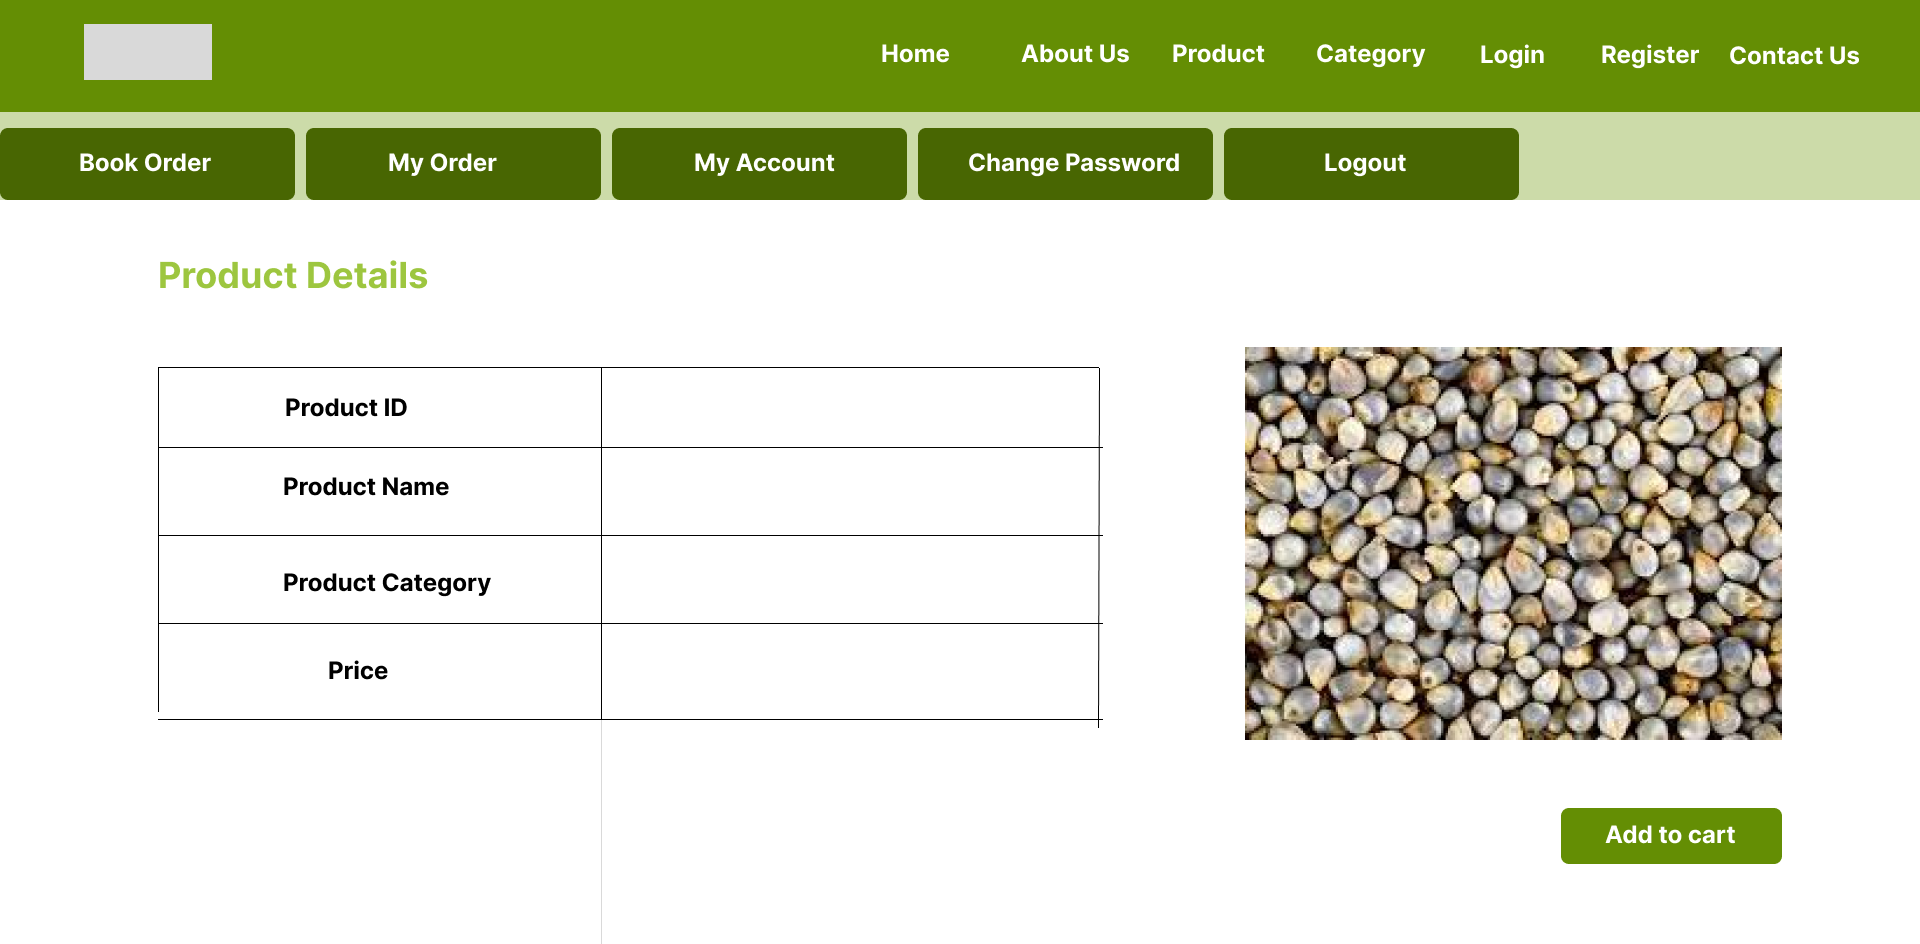 Home About Us Product Category Login Register Contact Us
Book Order My Order My Account Change Password Logout
Product Details
Product ID
Product Name
Product Category
Price
Add to cart